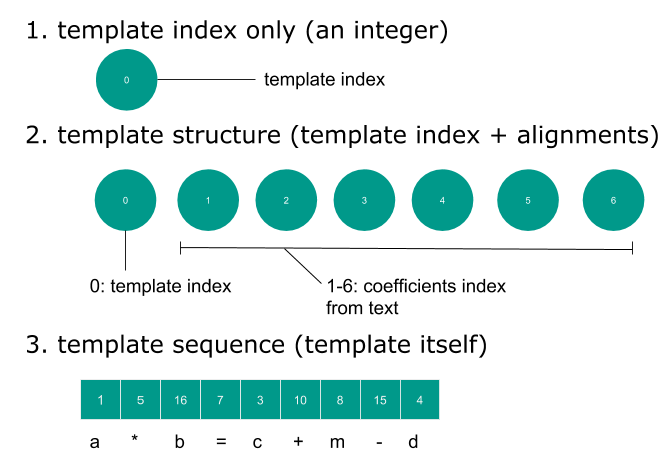 1. template index only (an integer)
0
template index
2. template structure (template index + alignments)
0 1 2 3 4 5 6
0: template index
1-6: coefficients index
from text
3. template sequence (template itself)
1 5 16 7 3 10 8 15 4
a * b = c + m - d